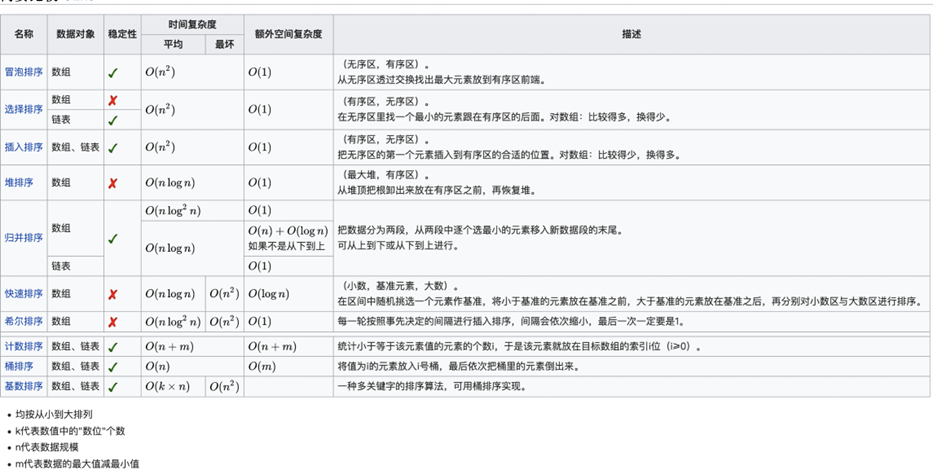 名称 数据对象 稳定性 时间复杂度 额外空间复杂度 描述
平均 最坏
冒泡排序 数组 ✓ O(n²) O(1) （无序区，有序区）。
从无序区透过交换找出最大元素放到有序区前端。
选择排序 数组 ✗ O(n²) O(1) （有序区，无序区）。
链表 ✓ 在无序区里找一个最小的元素跟在有序区的后面。对数组：比较得多，换得少。
插入排序 数组、链表 ✓ O(n²) O(1) （有序区，无序区）。
把无序区的第一个元素插入到有序区的合适的位置。对数组：比较得少，换得多。
堆排序 数组 ✗ O(n log n) O(1) （最大堆，有序区）。
从堆顶把根卸出来放在有序区之前，再恢复堆。
归并排序 数组 ✓ O(n log² n) O(1)
O(n log n) O(n) + O(log n)
如果不是从下到上
把数据分为两段，从两段中逐个选最小的元素移入新数据段的末尾。
可从上到下或从下到上进行。
链表 O(1)
快速排序 数组 ✗ O(n log n) O(n²) O(log n) （小数，基准元素，大数）。
在区间中随机挑选一个元素作基准，将小于基准的元素放在基准之前，大于基准的元素放在基准之后，再分别对小数区与大数区进行排序。
希尔排序 数组 ✗ O(n log² n) O(n²) O(1) 每一轮按照事先决定的间隔进行插入排序，间隔会依次缩小，最后一次一定要是1。
计数排序 数组、链表 ✓ O(n + m) O(n + m) 统计小于等于该元素值的元素的个数i，于是该元素就放在目标数组的索引i位（i≥0）。
桶排序 数组、链表 ✓ O(n) O(m) 将值为i的元素放入i号桶，最后依次把桶里的元素倒出来。
基数排序 数组、链表 ✓ O(k × n) O(n²) 一种多关键字的排序算法，可用桶排序实现。
• 均按从小到大排列
• k代表数值中的"数位"个数
• n代表数据规模
• m代表数据的最大值减最小值